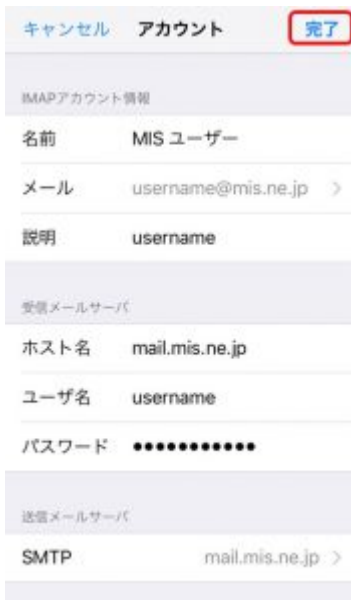 キャンセル アカウント 完了
IMAPアカウント情報
名前 MIS ユーザー
メール username@mis.ne.jp >
説明 username
受信メールサーバ
ホスト名 mail.mis.ne.jp
ユーザ名 username
パスワード ●●●●●●●●●●●
送信メールサーバ
SMTP mail.mis.ne.jp >